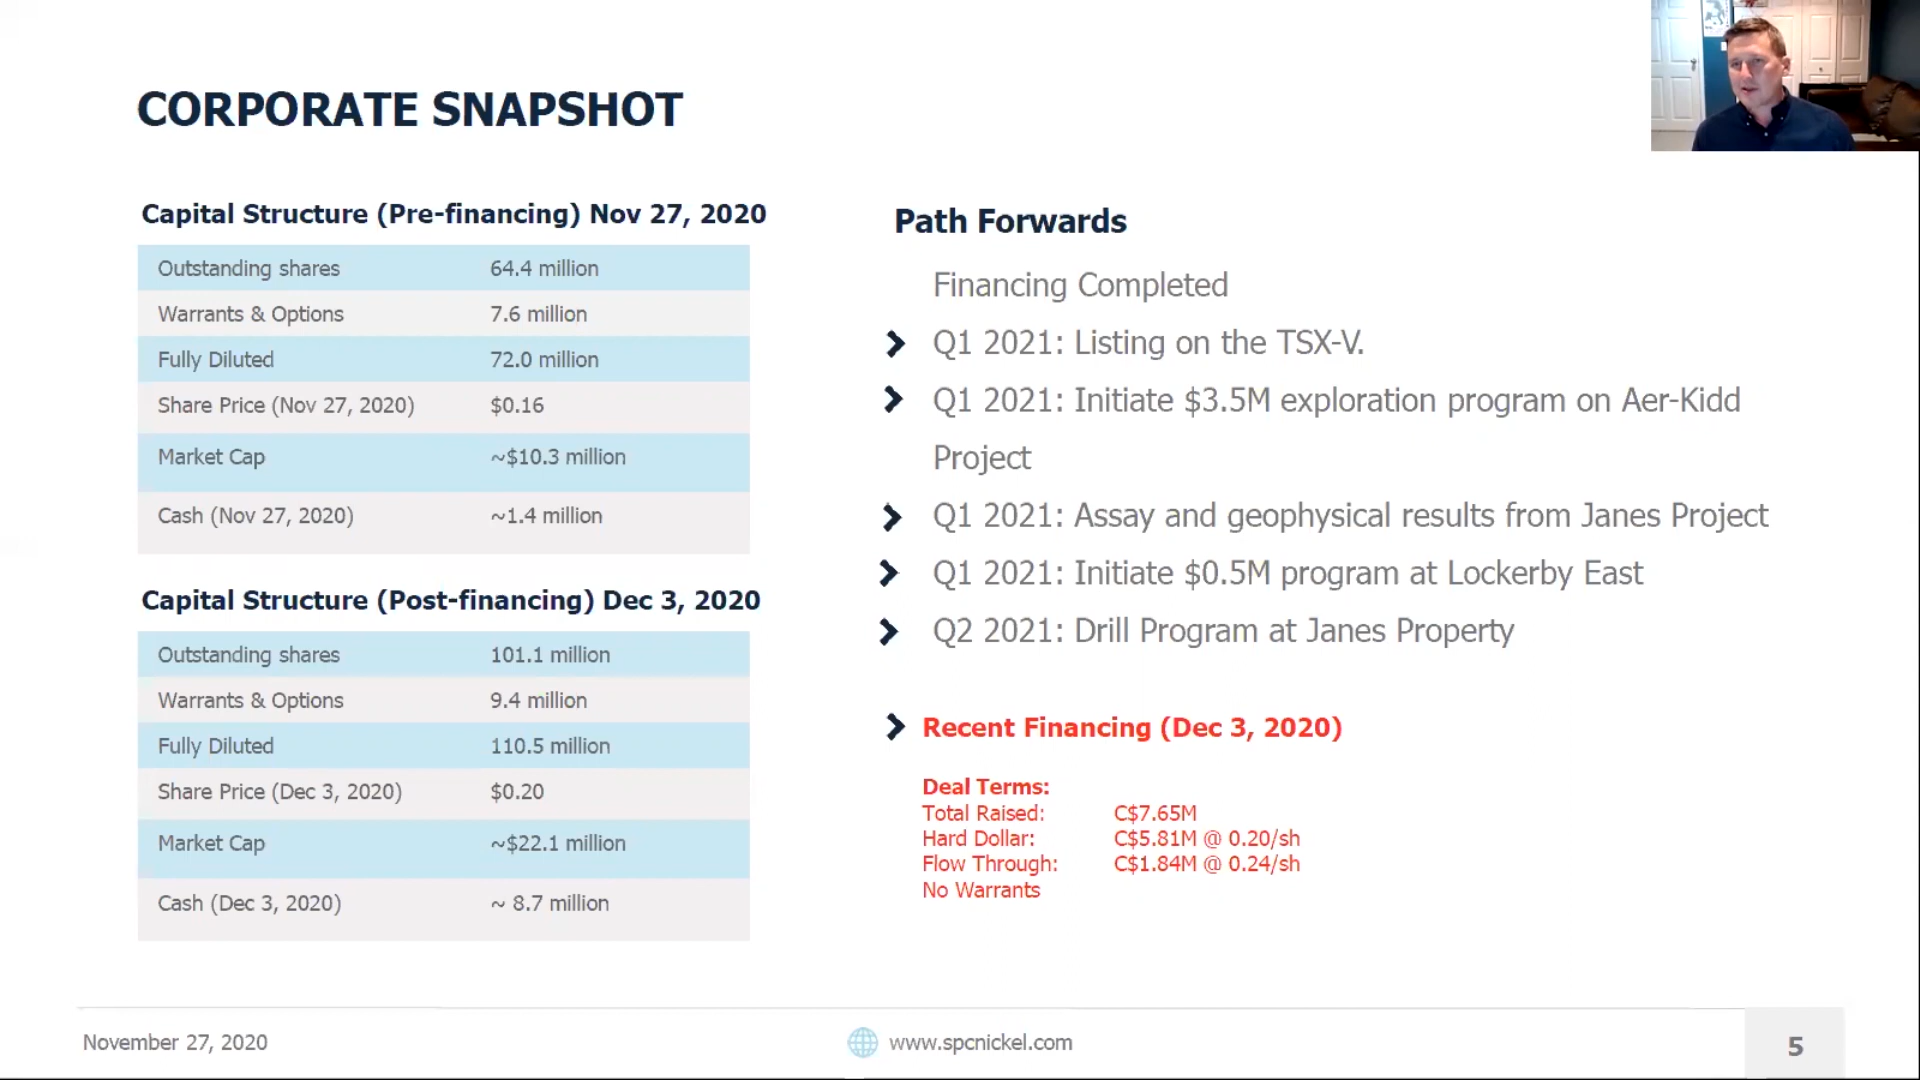 CORPORATE SNAPSHOT
Capital Structure (Pre-financing) Nov 27, 2020
Outstanding shares 64.4 million
Warrants & Options 7.6 million
Fully Diluted 72.0 million
Share Price (Nov 27, 2020) $0.16
Market Cap ~$10.3 million
Cash (Nov 27, 2020) ~1.4 million
Capital Structure (Post-financing) Dec 3, 2020
Outstanding shares 101.1 million
Warrants & Options 9.4 million
Fully Diluted 110.5 million
Share Price (Dec 3, 2020) $0.20
Market Cap ~$22.1 million
Cash (Dec 3, 2020) ~ 8.7 million
Path Forwards
Financing Completed
Q1 2021: Listing on the TSX-V.
Q1 2021: Initiate $3.5M exploration program on Aer-Kidd
Project
Q1 2021: Assay and geophysical results from Janes Project
Q1 2021: Initiate $0.5M program at Lockerby East
Q2 2021: Drill Program at Janes Property
Recent Financing (Dec 3, 2020)
Deal Terms:
Total Raised: C$7.65M
Hard Dollar: C$5.81M @ 0.20/sh
Flow Through: C$1.84M @ 0.24/sh
No Warrants
November 27, 2020
www.spcnickel.com
5